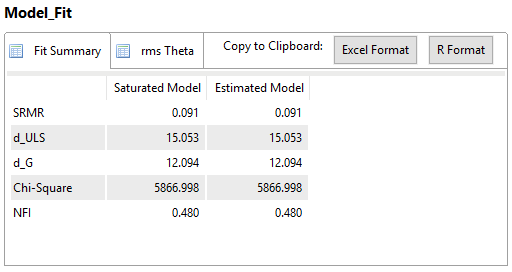 Model_Fit
Fit Summary rms Theta Copy to Clipboard: Excel Format R Format
Saturated Model Estimated Model
SRMR 0.091 0.091
d_ULS 15.053 15.053
d_G 12.094 12.094
Chi-Square 5866.998 5866.998
NFI 0.480 0.480